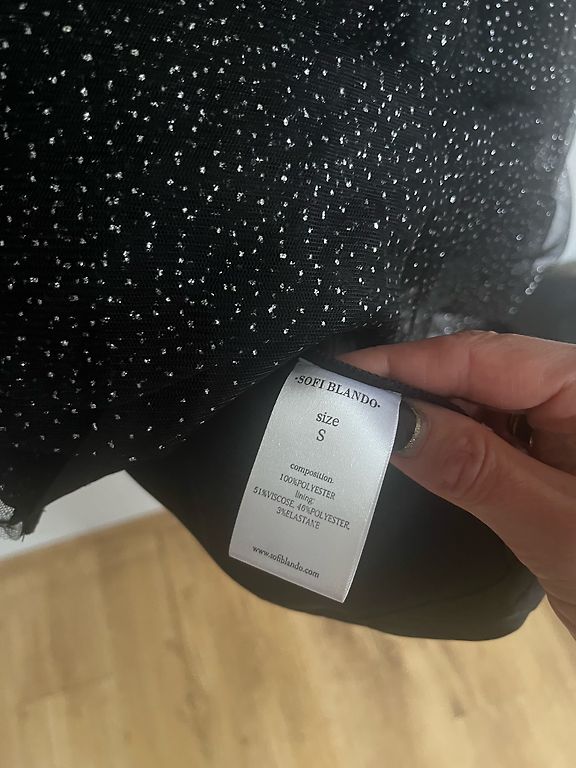 ·SOFI BLANDO·
size
S
composition:
100%POLYESTER
lining:
51%VISCOSE, 46%POLYESTER,
3%ELASTANE
www.sofiblando.com